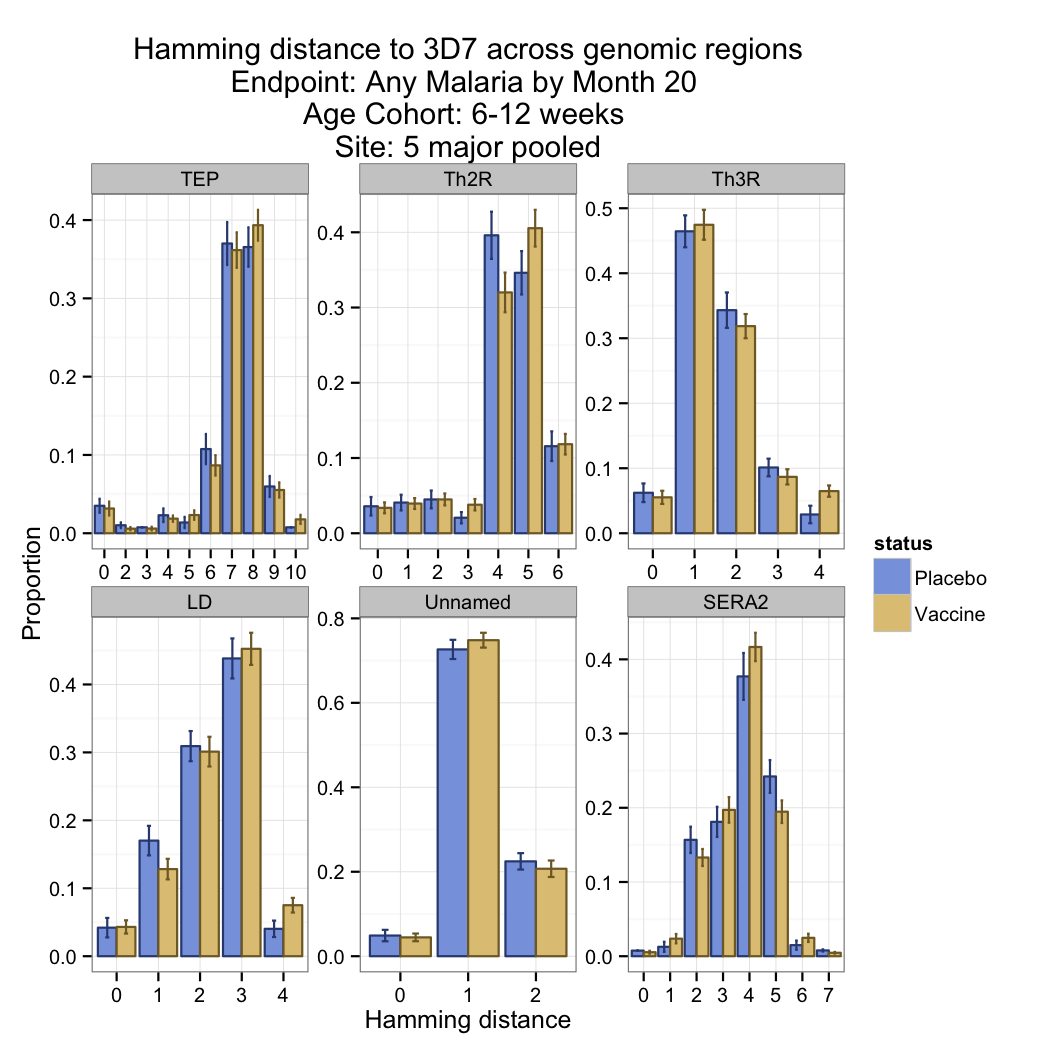 Hamming distance to 3D7 across genomic regions
Endpoint: Any Malaria by Month 20
Age Cohort: 6-12 weeks
Site: 5 major pooled
TEP
0.4
0.3
0.2
0.1
0.0
0 2 3 4 5 6 7 8 9 10
Th2R
0.4
0.3
0.2
0.1
0.0
0 1 2 3 4 5 6
Th3R
0.5
0.4
0.3
0.2
0.1
0.0
0 1 2 3 4
LD
0.4
0.3
0.2
0.1
0.0
0 1 2 3 4
Unnamed
0.8
0.6
0.4
0.2
0.0
0 1 2
SERA2
0.4
0.3
0.2
0.1
0.0
0 1 2 3 4 5 6 7
Proportion
Hamming distance
status
Placebo
Vaccine